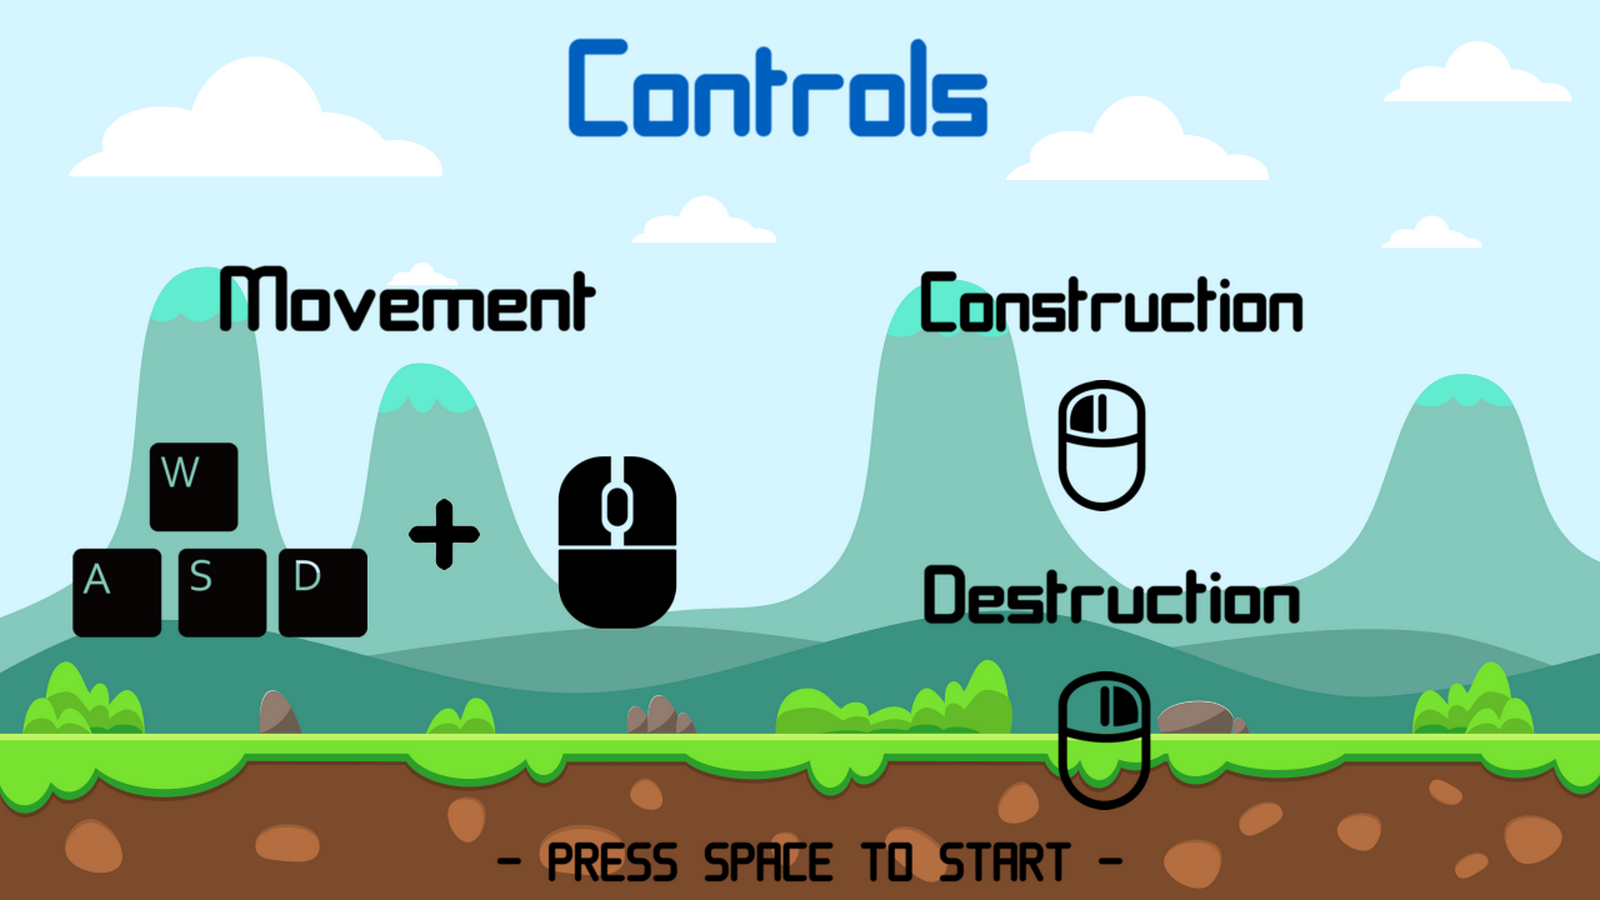 Controls
Movement
W
A S D
Construction
Destruction
- PRESS SPACE TO START -